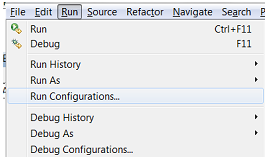 File Edit Run Source Refactor Navigate Search P
Run Ctrl+F11
Debug F11
Run History
Run As
Run Configurations...
Debug History
Debug As
Debug Configurations...